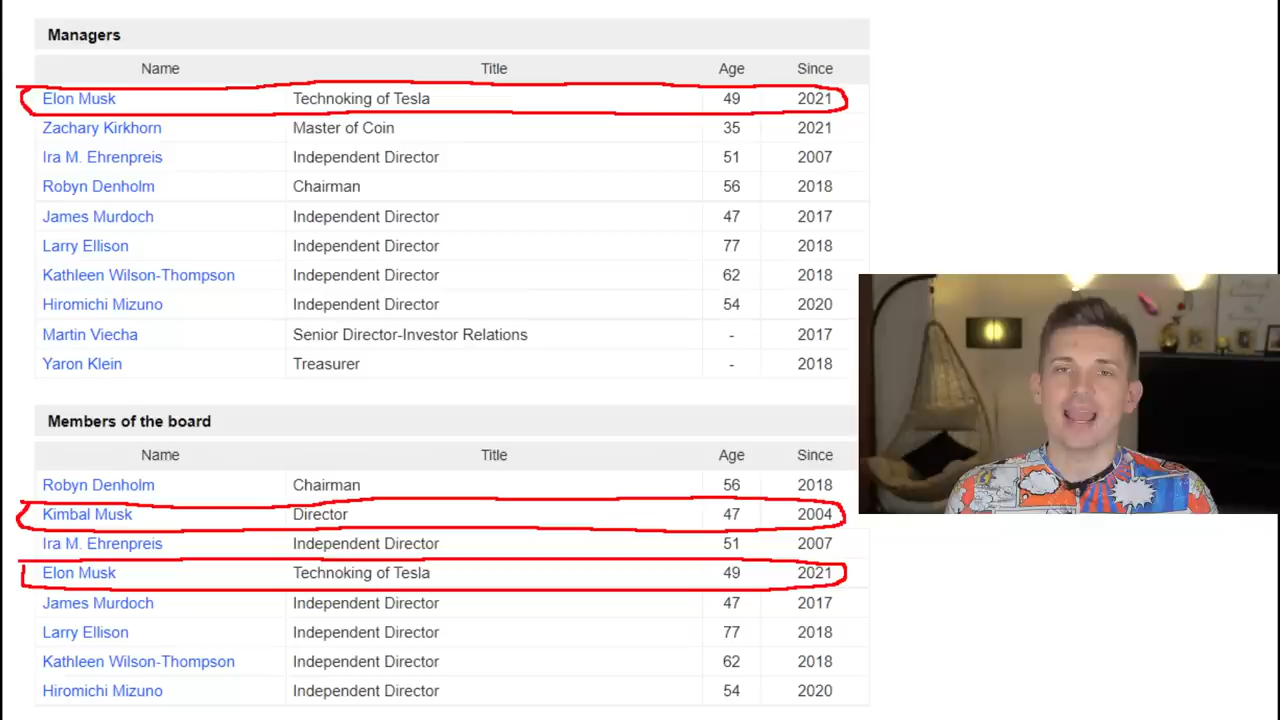 Managers
Name Title Age Since
Elon Musk Technoking of Tesla 49 2021
Zachary Kirkhorn Master of Coin 35 2021
Ira M. Ehrenpreis Independent Director 51 2007
Robyn Denholm Chairman 56 2018
James Murdoch Independent Director 47 2017
Larry Ellison Independent Director 77 2018
Kathleen Wilson-Thompson Independent Director 62 2018
Hiromichi Mizuno Independent Director 54 2020
Martin Viecha Senior Director-Investor Relations - 2017
Yaron Klein Treasurer - 2018
Members of the board
Name Title Age Since
Robyn Denholm Chairman 56 2018
Kimbal Musk Director 47 2004
Ira M. Ehrenpreis Independent Director 51 2007
Elon Musk Technoking of Tesla 49 2021
James Murdoch Independent Director 47 2017
Larry Ellison Independent Director 77 2018
Kathleen Wilson-Thompson Independent Director 62 2018
Hiromichi Mizuno Independent Director 54 2020